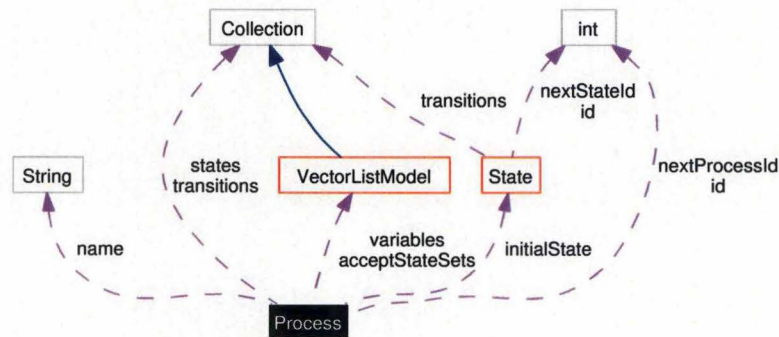 Collection
int
transitions
nextStateId
id
states
transitions
String
VectorListModel
State
nextProcessId
id
name
variables
acceptStateSets
initialState
Process